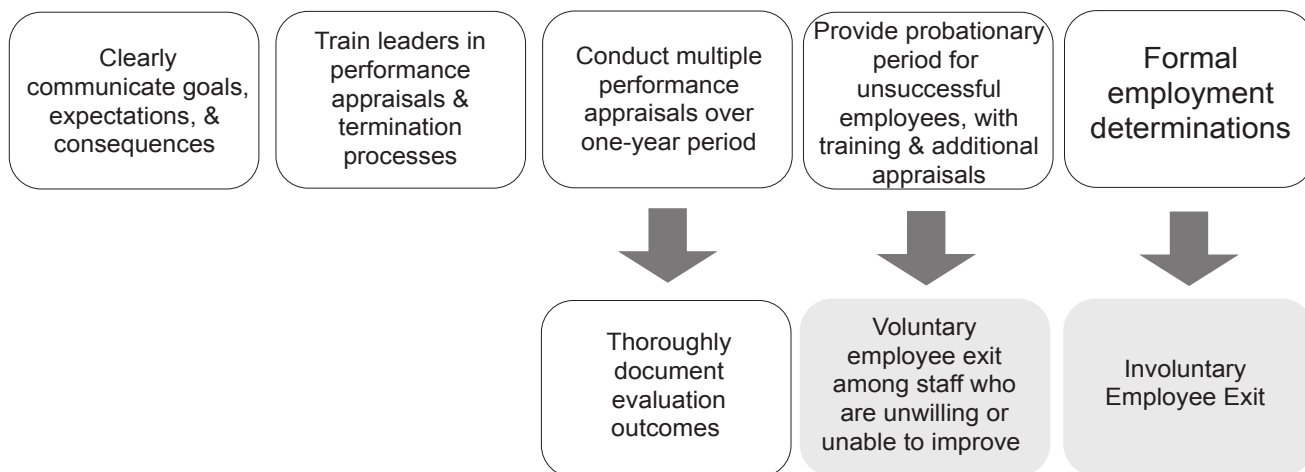 Clearly
communicate goals,
expectations, &
consequences
Train leaders in
performance
appraisals &
termination
processes
Conduct multiple
performance
appraisals over
one-year period
Provide probationary
period for
unsuccessful
employees, with
training & additional
appraisals
Formal
employment
determinations
Thoroughly
document
evaluation
outcomes
Voluntary
employee exit
among staff who
are unwilling or
unable to improve
Involuntary
Employee Exit